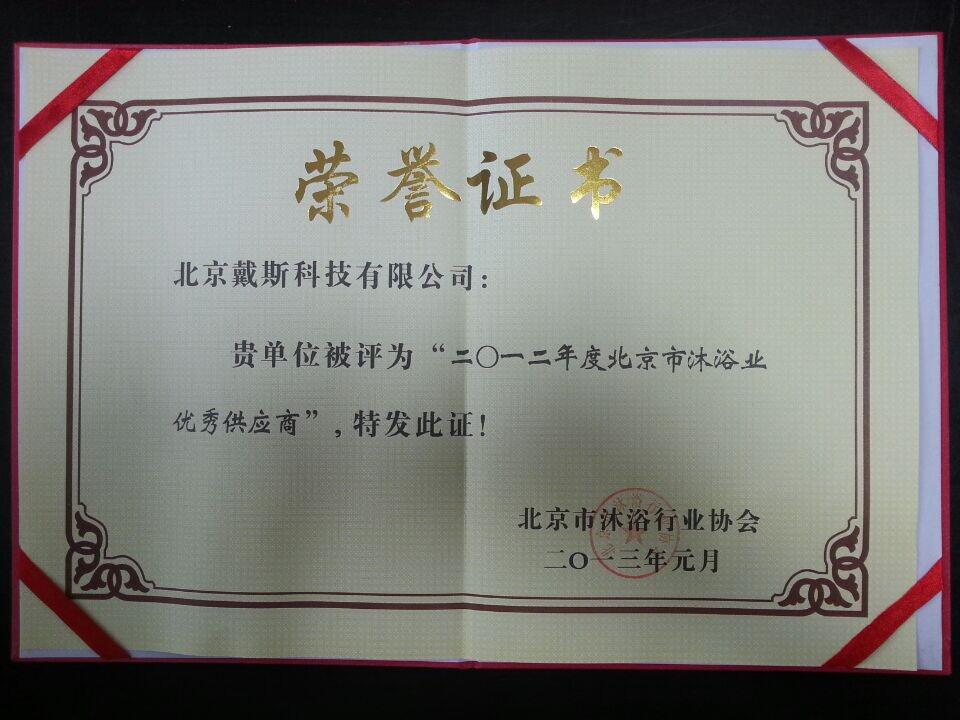 荣誉证书
北京戴斯科技有限公司：
贵单位被评为“二〇一二年度北京市沐浴业
优秀供应商”，特发此证！
北京市沐浴行业协会
二〇一三年元月